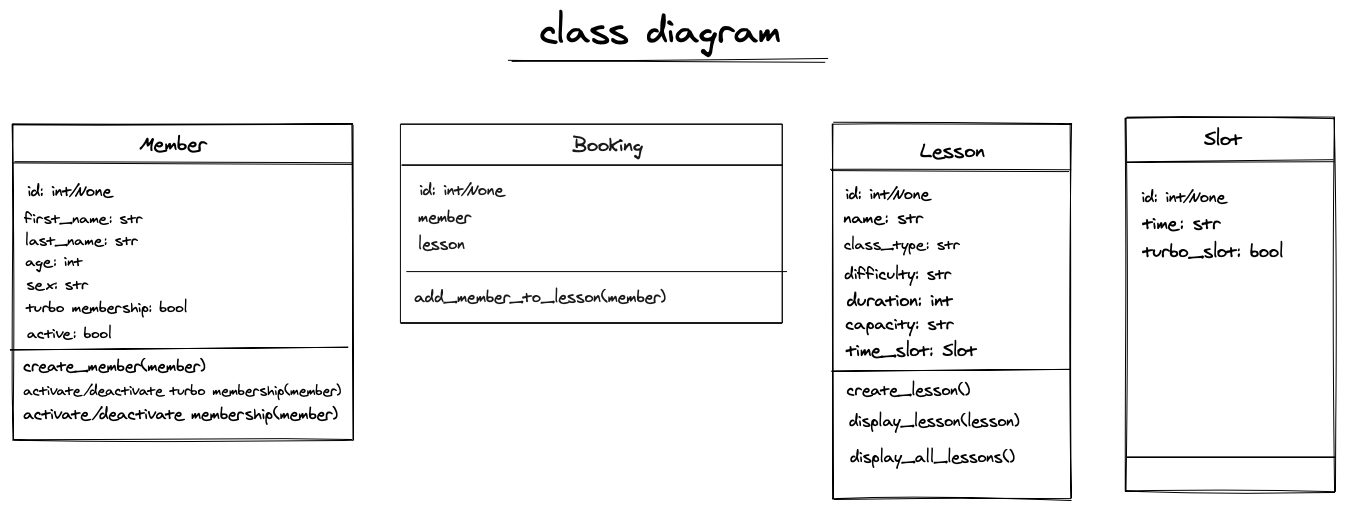 class diagram
Member
id: int/None
first_name: str
last_name: str
age: int
sex: str
turbo membership: bool
active: bool
create_member(member)
activate/deactivate turbo membership(member)
activate/deactivate membership(member)
Booking
id: int/None
member
lesson
add_member_to_lesson(member)
Lesson
id: int/None
name: str
class_type: str
difficulty: str
duration: int
capacity: str
time_slot: Slot
create_lesson()
display_lesson(lesson)
display_all_lessons()
Slot
id: int/None
time: str
turbo_slot: bool